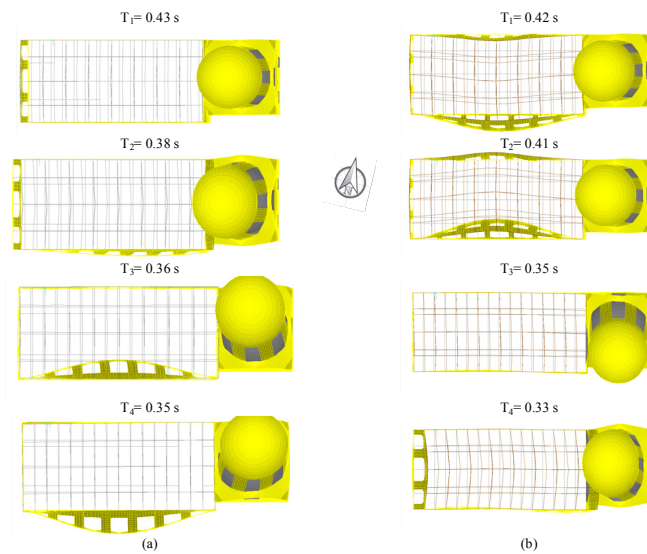 T1= 0.43 s
T1= 0.42 s
T2= 0.38 s
T2= 0.41 s
N
T3= 0.36 s
T3= 0.35 s
T4= 0.35 s
T4= 0.33 s
(a)
(b)